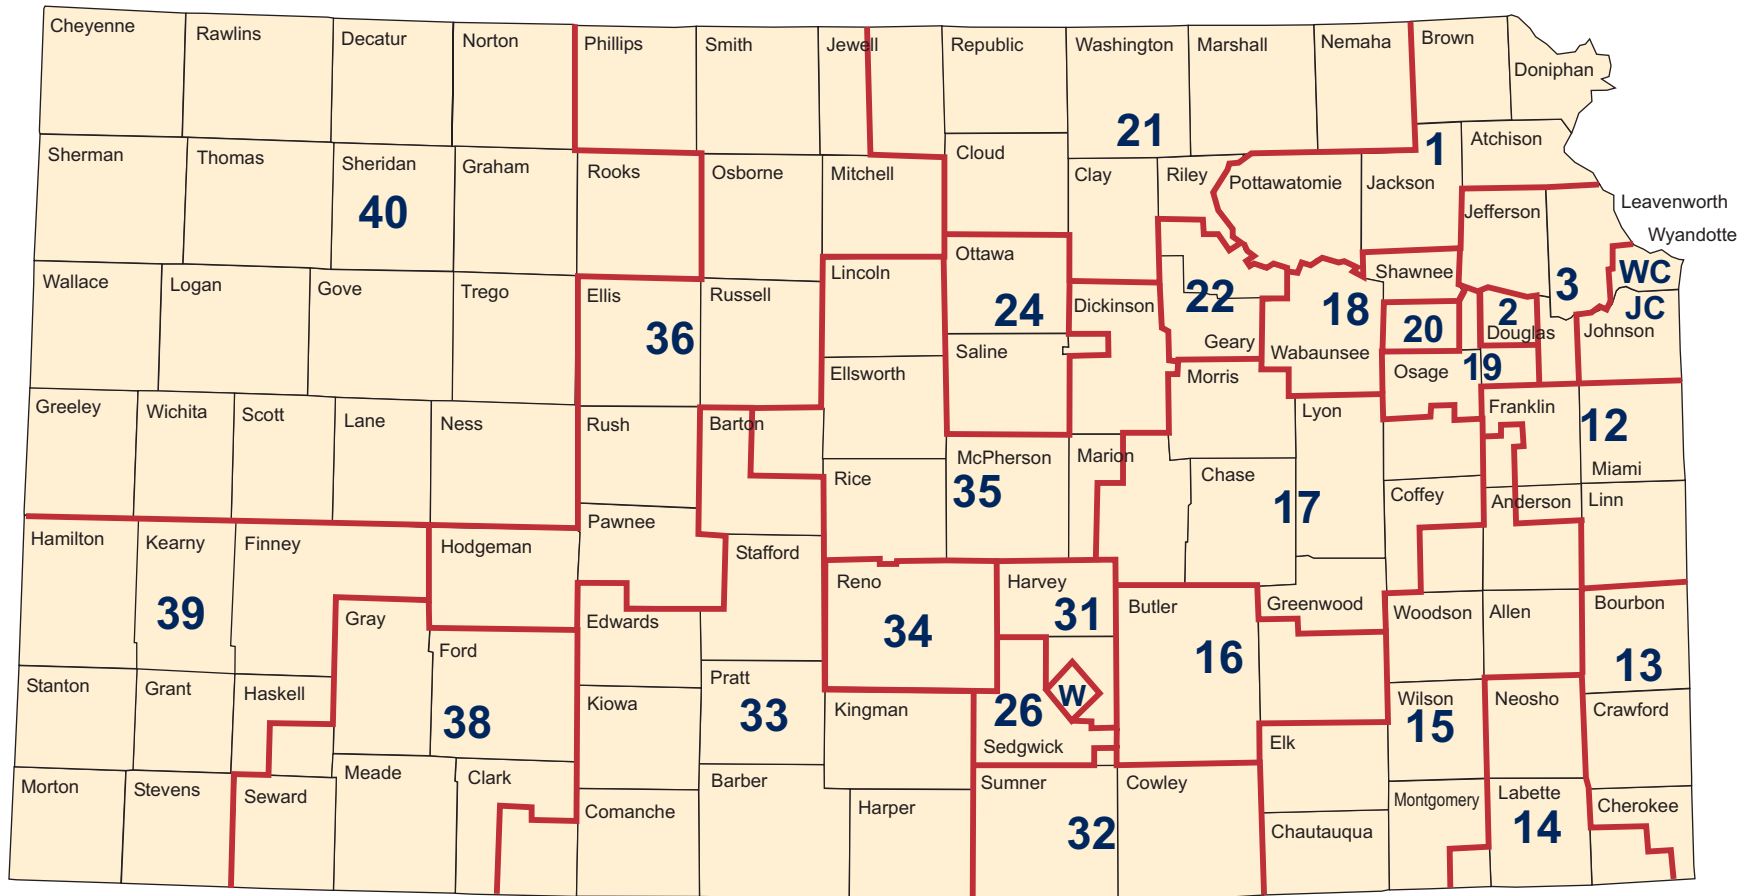 Cheyenne
Rawlins
Decatur
Norton
Phillips
Smith
Jewell
Republic
Washington
Marshall
Nemaha
Brown
Doniphan
21
1
Sherman
Thomas
Sheridan
Graham
Rooks
Osborne
Mitchell
Cloud
Clay
Riley
Pottawatomie
Jackson
Atchison
40
Jefferson
Leavenworth
Wyandotte
Wallace
Logan
Gove
Trego
Ellis
Russell
Lincoln
Ottawa
Dickinson
22
Shawnee
18
3
WC
JC
36
24
20
2
Douglas
Johnson
Geary
Wabaunsee
Saline
Ellsworth
Morris
Osage
19
Greeley
Wichita
Scott
Lane
Ness
Rush
Barton
Lyon
Franklin
12
Miami
Rice
McPherson
Marion
35
Chase
17
Coffey
Anderson
Linn
Hamilton
Kearny
Finney
Hodgeman
Pawnee
Stafford
Reno
Harvey
Butler
Greenwood
Woodson
Allen
Bourbon
39
Gray
Ford
Edwards
34
31
16
13
Stanton
Grant
Haskell
Kiowa
Pratt
Kingman
26
W
Sedgwick
38
33
Wilson
15
Neosho
Crawford
Elk
Morton
Stevens
Seward
Meade
Clark
Comanche
Barber
Harper
Sumner
Cowley
32
Chautauqua
Montgomery
Labette
14
Cherokee